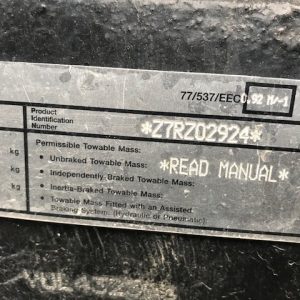 77/537/EEC 0.92 M/-1
Product
Identification
Number
*Z7RZ02924*
Permissible Towable Mass:
kg • Unbraked Towable Mass: *READ MANUAL*
kg • Independently, Braked Towable Mass:
kg • Inertia-Braked Towable Mass:
kg • Towable Mass Fitted with an Assisted
Braking System: (Hydraulic or Pneumatic):